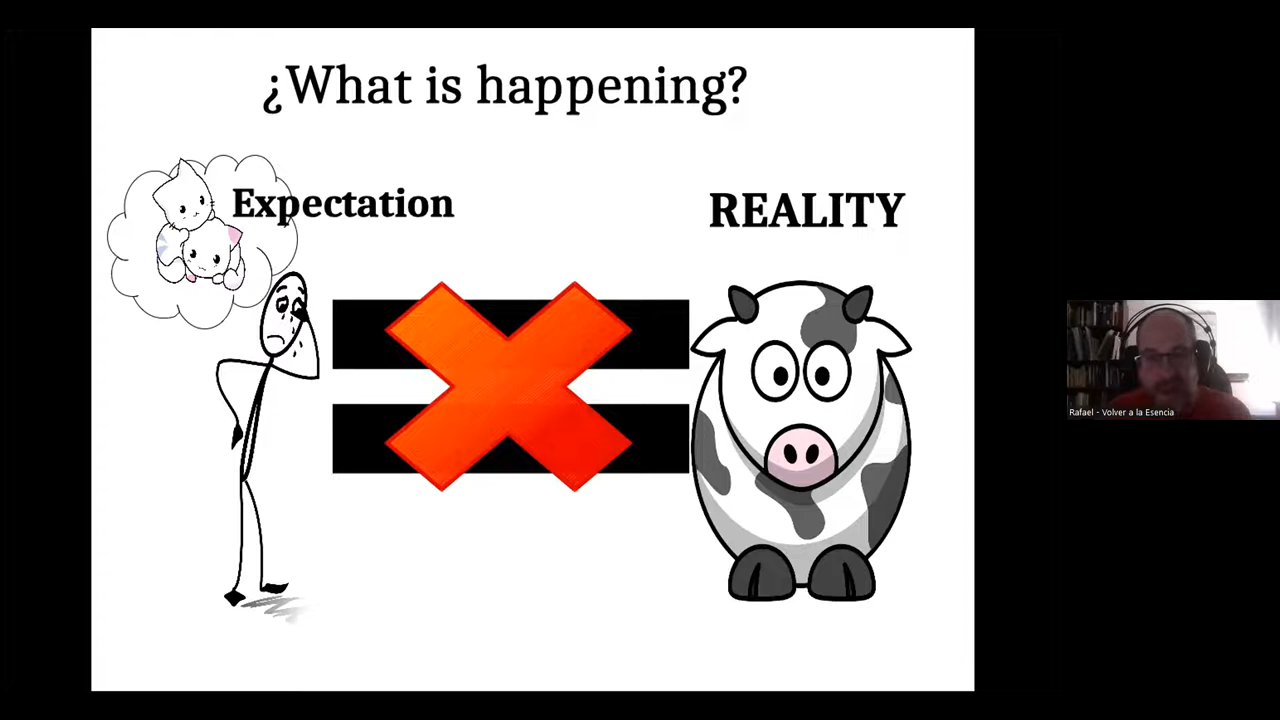 ¿What is happening?
Expectation
REALITY
Rafael - Volver a la Esencia